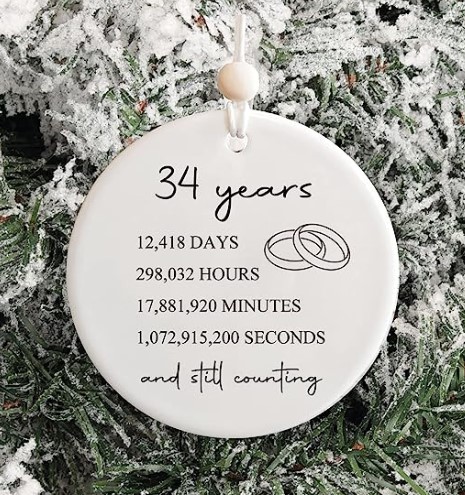 34 years
12,418 DAYS
298,032 HOURS
17,881,920 MINUTES
1,072,915,200 SECONDS
and still counting